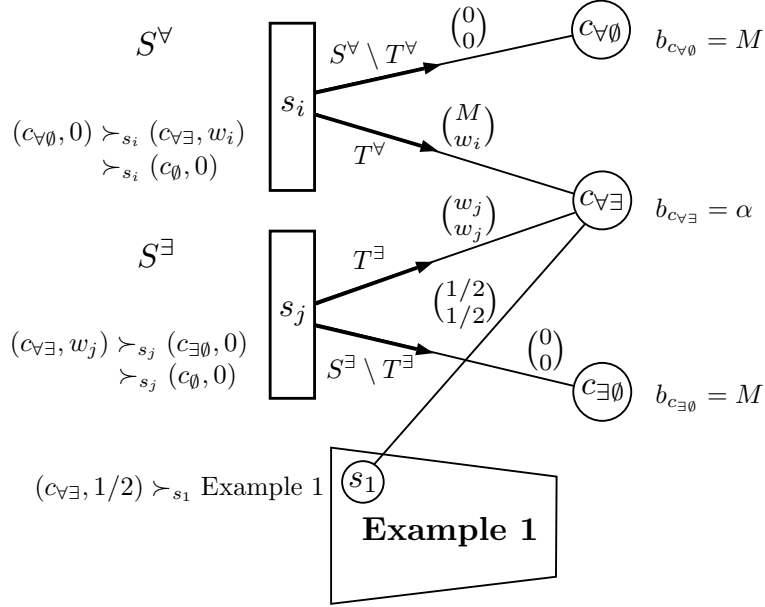 S^∀
(c_{∀∅}, 0) ≻_{s_i} (c_{∀∃}, w_i)
≻_{s_i} (c_∅, 0)
s_i
S^∀ \ T^∀
(0 0)
c_{∀∅}
b_{c_{∀∅}} = M
T^∀
(M w_i)
c_{∀∃}
b_{c_{∀∃}} = α
S^∃
(c_{∀∃}, w_j) ≻_{s_j} (c_{∃∅}, 0)
≻_{s_j} (c_∅, 0)
s_j
T^∃
(w_j w_j)
(1/2 1/2)
S^∃ \ T^∃
(0 0)
c_{∃∅}
b_{c_{∃∅}} = M
(c_{∀∃}, 1/2) ≻_{s_1} Example 1
s_1
Example 1